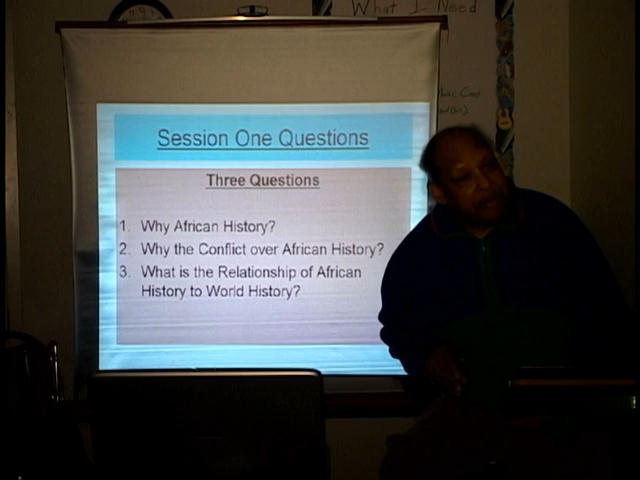 What I Need
Session One Questions
Three Questions
1. Why African History?
2. Why the Conflict over African History?
3. What is the Relationship of African
History to World History?